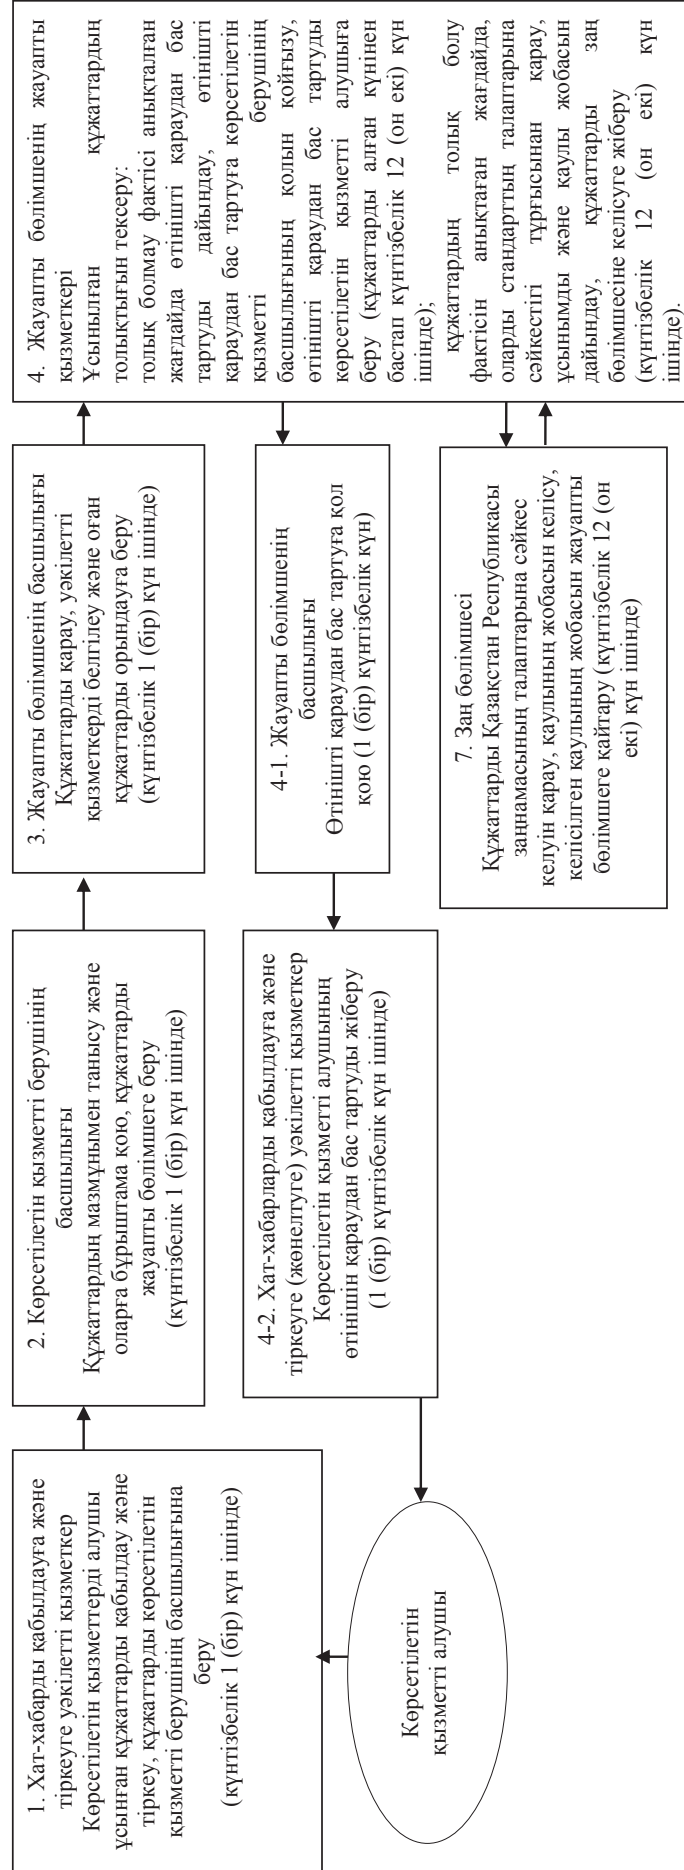 1. Хат-хабарды қабылдауға және
тіркеуге уәкілетті қызметкер
Көрсетілетін қызметтерді алушы
ұсынған құжаттарды қабылдау және
тіркеу, құжаттарды көрсетілетін
қызметті берушінің басшылығына
беру
(күнтізбелік 1 (бір) күн ішінде)
2. Көрсетілетін қызметті берушінің
басшылығы
Құжаттардың мазмұнымен танысу және
оларға бұрыштама қою, құжаттарды
жауапты бөлімшеге беру
(күнтізбелік 1 (бір) күн ішінде)
3. Жауапты бөлімшенің басшылығы
Құжаттарды қарау, уәкілетті
қызметкерді белгілеу және оған
құжаттарды орындауға беру
(күнтізбелік 1 (бір) күн ішінде)
4. Жауапты бөлімшенің жауапты
қызметкері
Ұсынылған құжаттардың
толықтығын тексеру:
толық болмау фактісі анықталған
жағдайда өтінішті қараудан бас
тартуды дайындау, өтінішті
қараудан бас тартуға көрсетілетін
қызметті берушінің
басшылығының қолын қойғызу,
өтінішті қараудан бас тартуды
көрсетілетін қызметті алушыға
беру (құжаттарды алған күнінен
бастап күнтізбелік 12 (он екі) күн
ішінде);
құжаттардың толық болу
фактісін анықтаған жағдайда,
оларды стандарттың талаптарына
сәйкестігі тұрғысынан қарау,
ұсынымды және қаулы жобасын
дайындау, құжаттарды заң
бөлімшесіне келісуге жіберу
(күнтізбелік 12 (он екі) күн
ішінде).
4-1. Жауапты бөлімшенің
басшылығы
Өтінішті қараудан бас тартуға қол
қою (1 (бір) күнтізбелік күн)
4-2. Хат-хабарларды қабылдауға және
тіркеуге (жөнелтуге) уәкілетті қызметкер
Көрсетілетін қызметті алушының
өтінішін қараудан бас тартуды жіберу
(1 (бір) күнтізбелік күн ішінде)
7. Заң бөлімшесі
Құжаттарды Қазақстан Республикасы
заңнамасының талаптарына сәйкес
келуін қарау, қаулының жобасын келісу,
келісілген қаулының жобасын жауапты
бөлімшеге қайтару (күнтізбелік 12 (он
екі) күн ішінде)
Көрсетілетін
қызметті алушы